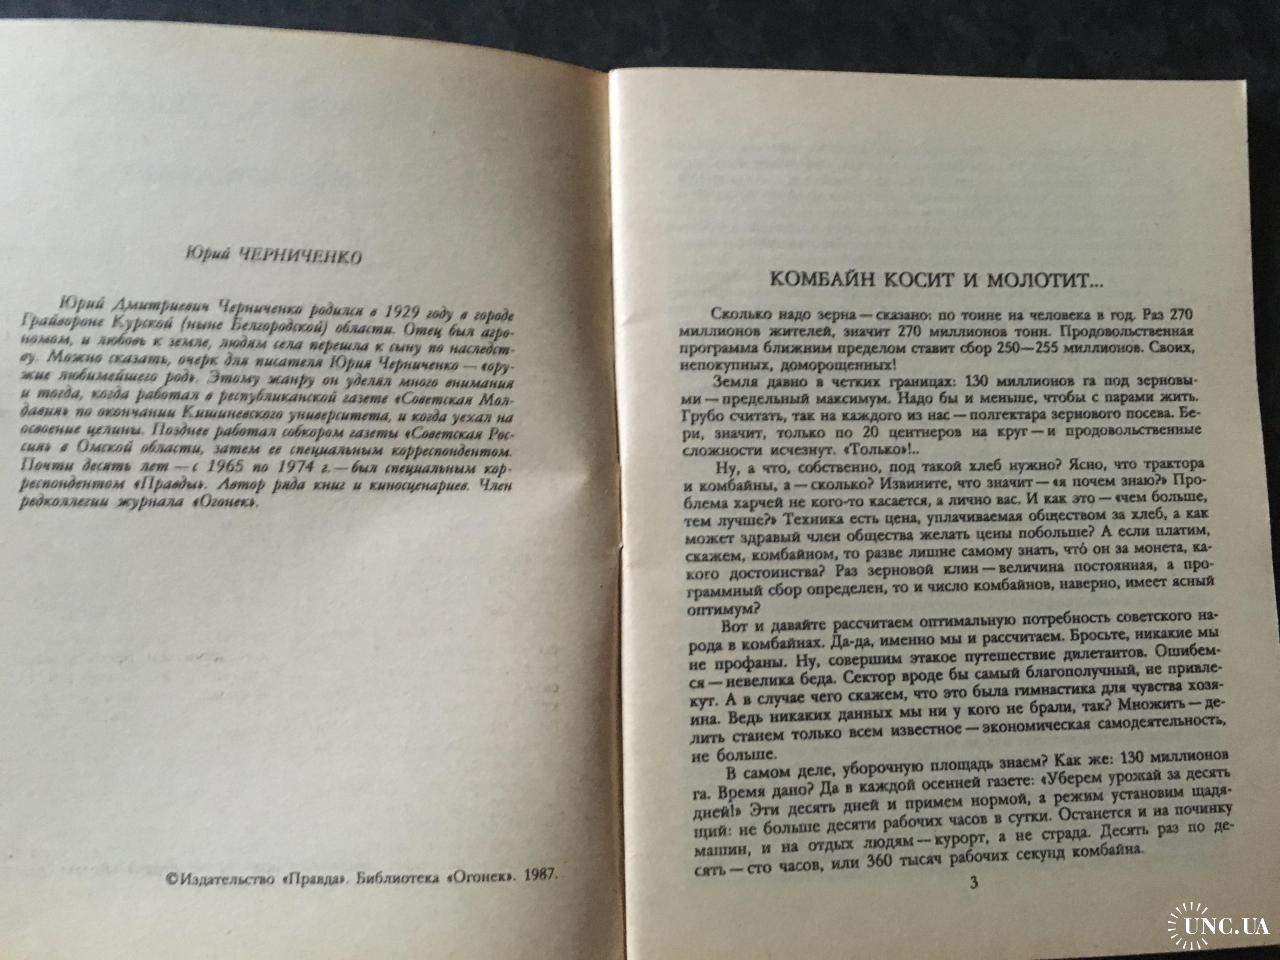 Юрий ЧЕРНИЧЕНКО
Юрий Дмитриевич Черниченко родился в 1929 году в городе
Грайвороне Курской (ныне Белгородской) области. Отец был агро-
номом, и любовь к земле, людям села перешла к сыну по наследст-
ву. Можно сказать, очерк для писателя Юрия Черниченко — «ору-
жие любимейшего рода». Этому жанру он уделял много внимания
и тогда, когда работал в республиканской газете «Советская Мол-
давия» по окончании Кишиневского университета, и когда уехал на
освоение целины. Позднее работал собкором газеты «Советская Рос-
сия» в Омской области, затем ее специальным корреспондентом.
Почти десять лет — с 1965 по 1974 г. — был специальным кор-
респондентом «Правды». Автор ряда книг и киносценариев. Член
редколлегии журнала «Огонек».
©Издательство «Правда». Библиотека «Огонек». 1987.
КОМБАЙН КОСИТ И МОЛОТИТ...
Сколько надо зерна — сказано: по тонне на человека в год. Раз 270
миллионов жителей, значит 270 миллионов тонн. Продовольственная
программа ближним пределом ставит сбор 250—255 миллионов. Своих,
непокупных, доморощенных!
Земля давно в четких границах: 130 миллионов га под зерновы-
ми — предельный максимум. Надо бы и меньше, чтобы с парами жить.
Грубо считать, так на каждого из нас — полгектара зернового посева. Бе-
ри, значит, только по 20 центнеров на круг — и продовольственные
сложности исчезнут. «Только»!..
Ну, а что, собственно, под такой хлеб нужно? Ясно, что трактора
и комбайны, а — сколько? Извините, что значит — «я почем знаю?» Про-
блема харчей не кого-то касается, а лично вас. И как это — «чем больше,
тем лучше?» Техника есть цена, уплачиваемая обществом за хлеб, а как
может здравый член общества желать цены побольше? А если платим,
скажем, комбайном, то разве лишне самому знать, что́ он за монета, ка-
кого достоинства? Раз зерновой клин — величина постоянная, а про-
граммный сбор определен, то и число комбайнов, наверно, имеет ясный
оптимум?
Вот и давайте рассчитаем оптимальную потребность советского на-
рода в комбайнах. Да-да, именно мы и рассчитаем. Бросьте, никакие мы
не профаны. Ну, совершим этакое путешествие дилетантов. Ошибем-
ся — невелика беда. Сектор вроде бы самый благополучный, не привле-
кут. А в случае чего скажем, что это была гимнастика для чувства хозя-
ина. Ведь никаких данных мы ни у кого не брали, так? Множить — де-
лить станем только всем известное — экономическая самодеятельность,
не больше.
В самом деле, уборочную площадь знаем? Как же: 130 миллионов
га. Время дано? Да в каждой осенней газете: «Уберем урожай за десять
дней!» Эти десять дней и примем нормой, а режим установим щадя-
щий: не больше десяти рабочих часов в сутки. Останется и на починку
машин, и на отдых людям — курорт, а не страда. Десять раз по де-
сять — сто часов, или 360 тысяч рабочих секунд комбайна.
3
UNC.UA